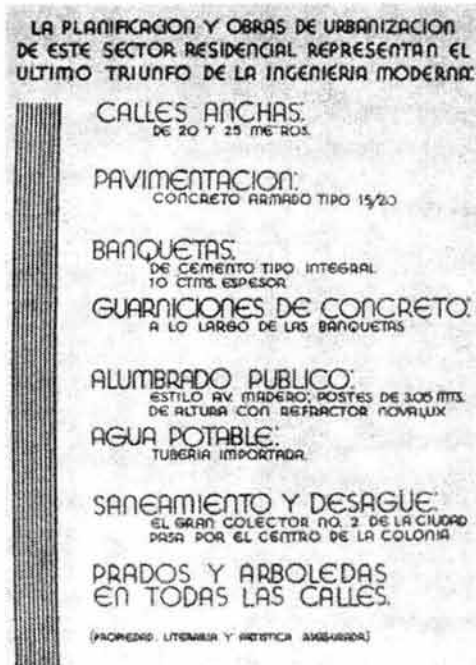 LA PLANIFICACION Y OBRAS DE URBANIZACION
DE ESTE SECTOR RESIDENCIAL REPRESENTAN EL
ULTIMO TRIUNFO DE LA INGENIERIA MODERNA:
CALLES ANCHAS:
DE 20 Y 25 ME ROS.
PAVIMENTACION:
CONCRETO ARMADO TIPO 15/20
BANQUETAS:
DE CEMENTO TIPO INTEGRAL
10 CTMS. ESPESOR
GUARNICIONES DE CONCRETO:
A LO LARGO DE LAS BANQUETAS
ALUMBRADO PUBLICO:
ESTILO AV. MADERO; POSTES DE 3.05 MTS.
DE ALTURA CON REFRACTOR NOVALUX
AGUA POTABLE:
TUBERIA IMPORTADA.
SANEAMIENTO Y DESAGUE:
EL GRAN COLECTOR NO. 2 DE LA CIUDAD
PASA POR EL CENTRO DE LA COLONIA
PRADOS Y ARBOLEDAS
EN TODAS LAS CALLES.
(PROPIEDAD LITERARIA Y ARTISTICA ASEGURADA)